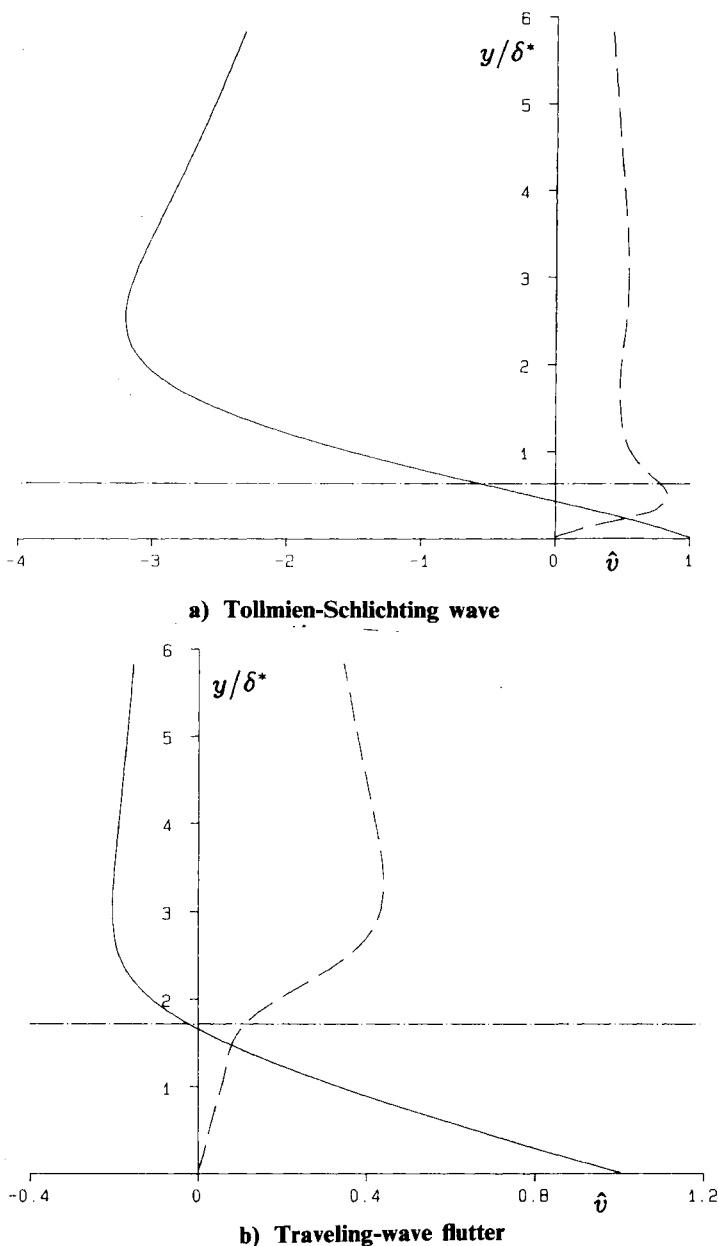 6
y/δ*
5
4
3
2
1
-4 -3 -2 -1 0 v̂ 1
a) Tollmien-Schlichting wave
6
y/δ*
5
4
3
2
1
-0.4 0 0.4 0.8 v̂ 1.2
b) Traveling-wave flutter